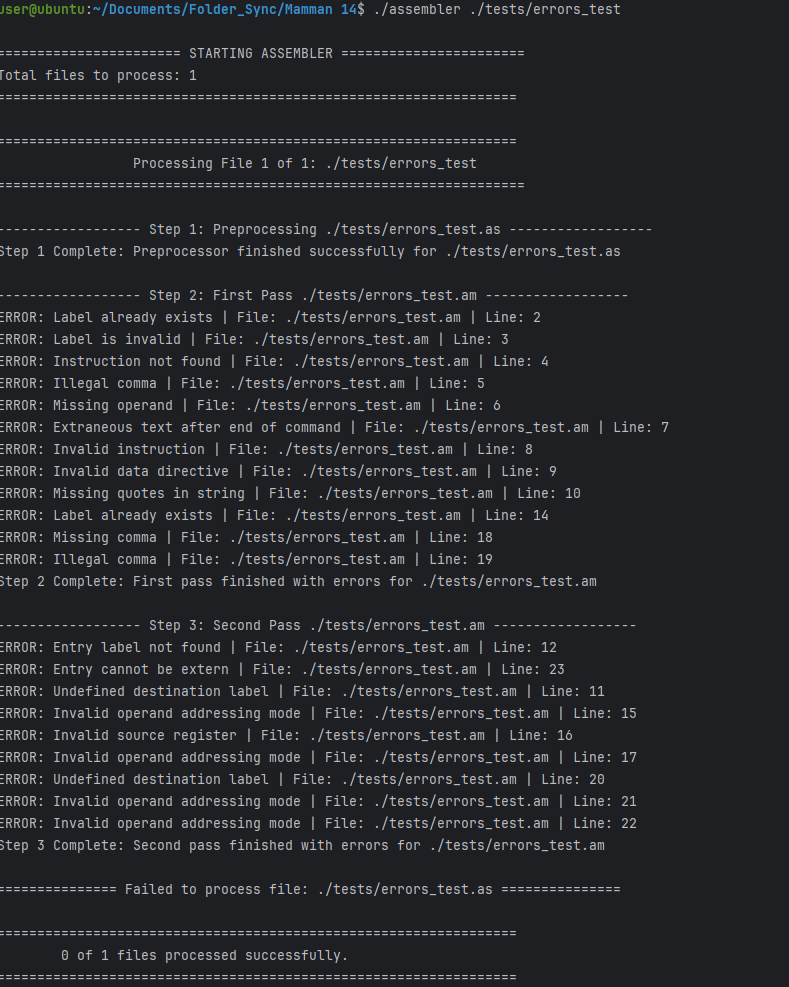 user@ubuntu:~/Documents/Folder_Sync/Mamman 14$ ./assembler ./tests/errors_test
======================= STARTING ASSEMBLER =======================
Total files to process: 1
=================================================================
=================================================================
Processing File 1 of 1: ./tests/errors_test
==================================================================
------------------ Step 1: Preprocessing ./tests/errors_test.as ------------------
Step 1 Complete: Preprocessor finished successfully for ./tests/errors_test.as
------------------ Step 2: First Pass ./tests/errors_test.am ------------------
ERROR: Label already exists | File: ./tests/errors_test.am | Line: 2
ERROR: Label is invalid | File: ./tests/errors_test.am | Line: 3
ERROR: Instruction not found | File: ./tests/errors_test.am | Line: 4
ERROR: Illegal comma | File: ./tests/errors_test.am | Line: 5
ERROR: Missing operand | File: ./tests/errors_test.am | Line: 6
ERROR: Extraneous text after end of command | File: ./tests/errors_test.am | Line: 7
ERROR: Invalid instruction | File: ./tests/errors_test.am | Line: 8
ERROR: Invalid data directive | File: ./tests/errors_test.am | Line: 9
ERROR: Missing quotes in string | File: ./tests/errors_test.am | Line: 10
ERROR: Label already exists | File: ./tests/errors_test.am | Line: 14
ERROR: Missing comma | File: ./tests/errors_test.am | Line: 18
ERROR: Illegal comma | File: ./tests/errors_test.am | Line: 19
Step 2 Complete: First pass finished with errors for ./tests/errors_test.am
------------------ Step 3: Second Pass ./tests/errors_test.am ------------------
ERROR: Entry label not found | File: ./tests/errors_test.am | Line: 12
ERROR: Entry cannot be extern | File: ./tests/errors_test.am | Line: 23
ERROR: Undefined destination label | File: ./tests/errors_test.am | Line: 11
ERROR: Invalid operand addressing mode | File: ./tests/errors_test.am | Line: 15
ERROR: Invalid source register | File: ./tests/errors_test.am | Line: 16
ERROR: Invalid operand addressing mode | File: ./tests/errors_test.am | Line: 17
ERROR: Undefined destination label | File: ./tests/errors_test.am | Line: 20
ERROR: Invalid operand addressing mode | File: ./tests/errors_test.am | Line: 21
ERROR: Invalid operand addressing mode | File: ./tests/errors_test.am | Line: 22
Step 3 Complete: Second pass finished with errors for ./tests/errors_test.am
=============== Failed to process file: ./tests/errors_test.as ===============
=================================================================
0 of 1 files processed successfully.
=================================================================